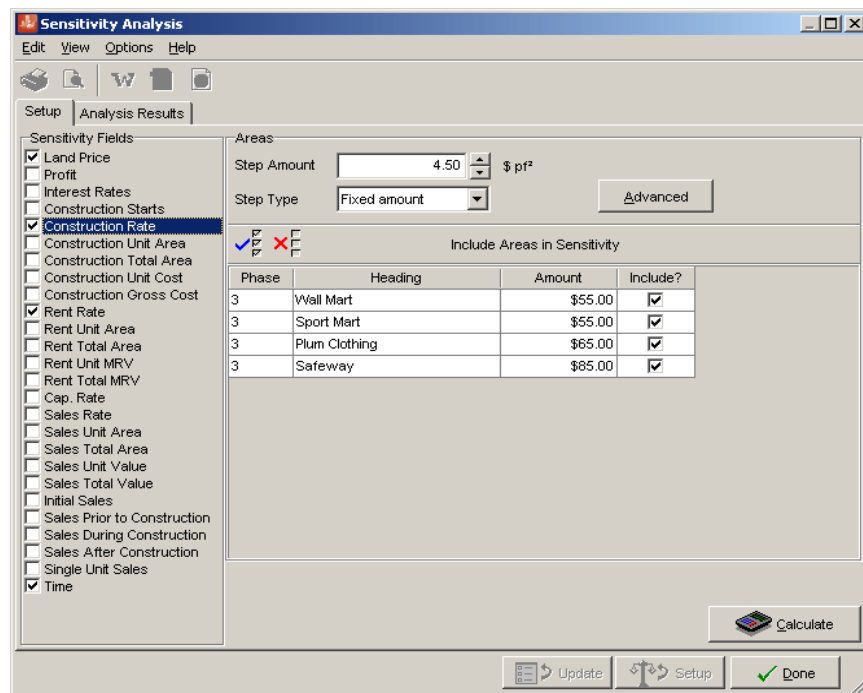 Sensitivity Analysis
Edit View Options Help
Setup Analysis Results
Sensitivity Fields
Land Price
Profit
Interest Rates
Construction Starts
Construction Rate
Construction Unit Area
Construction Total Area
Construction Unit Cost
Construction Gross Cost
Rent Rate
Rent Unit Area
Rent Total Area
Rent Unit MRV
Rent Total MRV
Cap. Rate
Sales Rate
Sales Unit Area
Sales Total Area
Sales Unit Value
Sales Total Value
Initial Sales
Sales Prior to Construction
Sales During Construction
Sales After Construction
Single Unit Sales
Time
Areas
Step Amount 4.50 $ pf²
Step Type Fixed amount Advanced
Include Areas in Sensitivity
Phase Heading Amount Include?
3 Wall Mart $55.00
3 Sport Mart $55.00
3 Plum Clothing $65.00
3 Safeway $85.00
Calculate
Update Setup Done